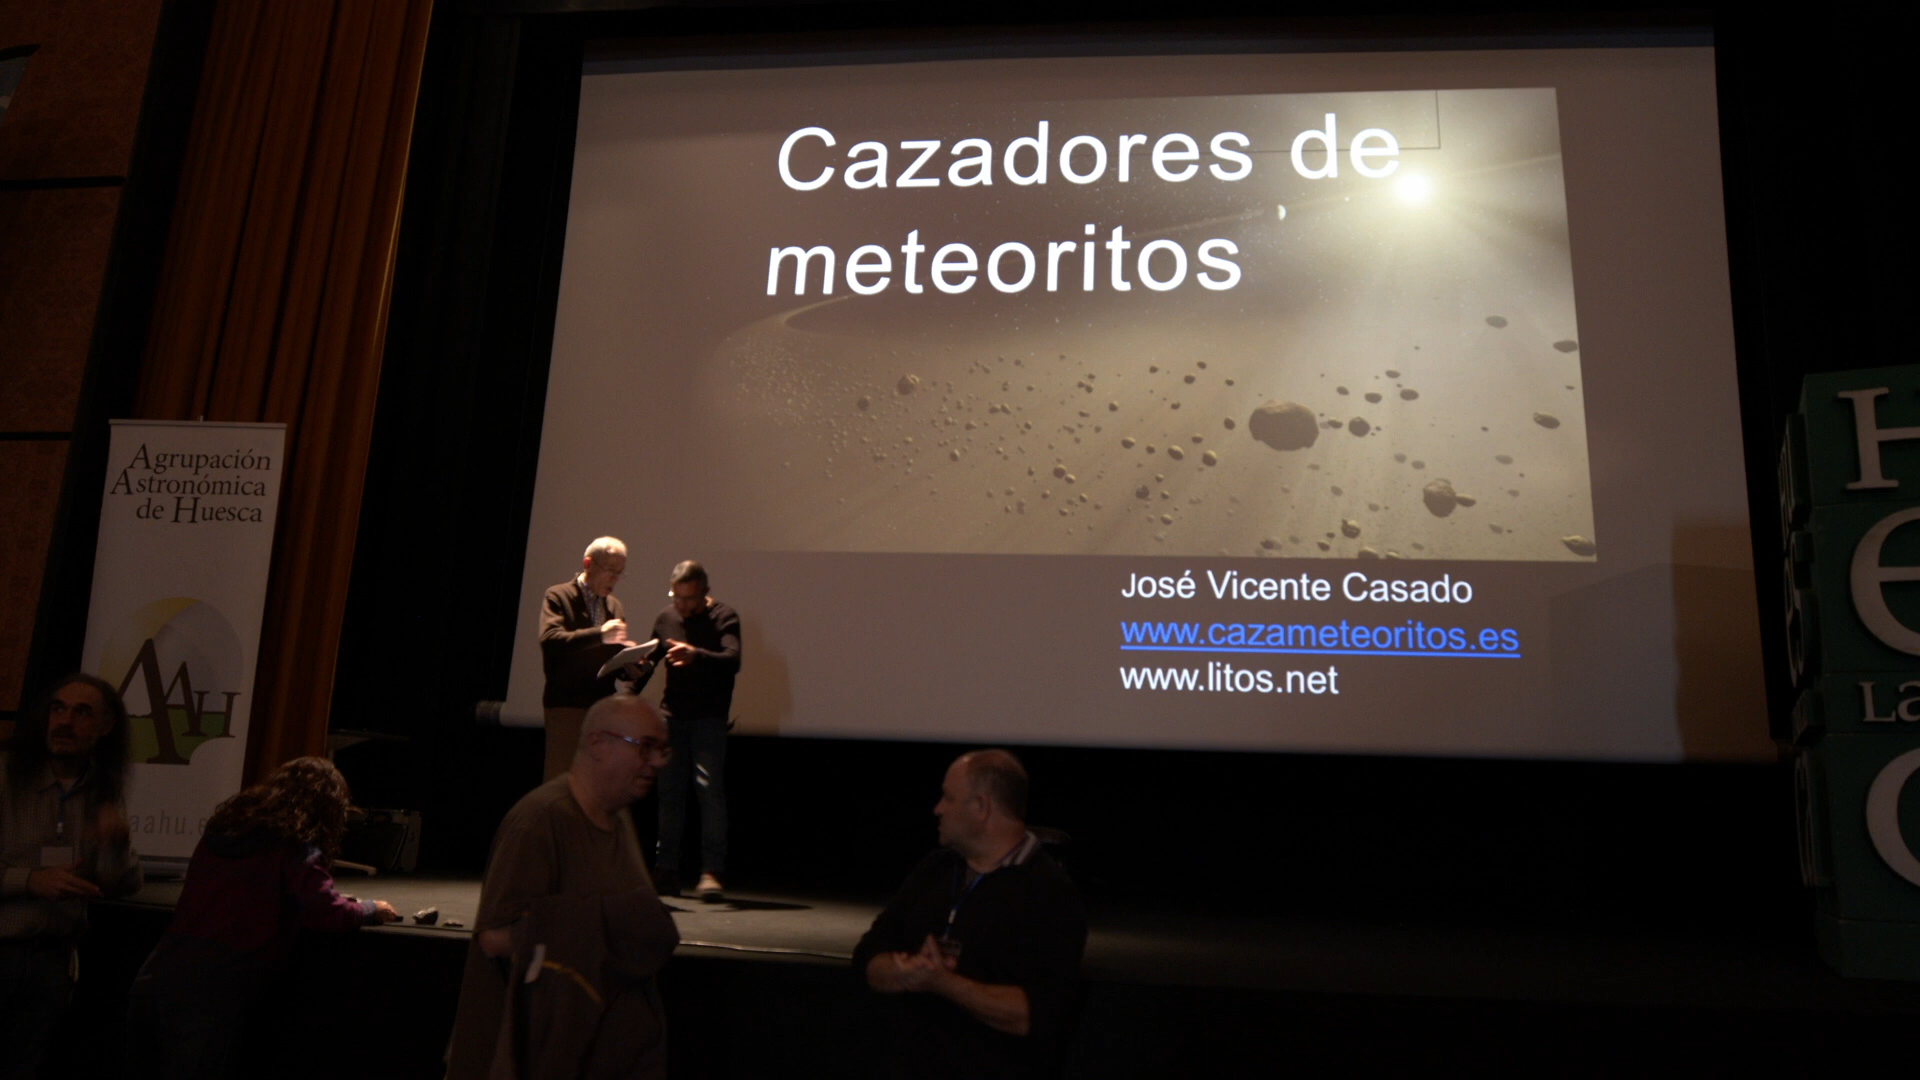 Cazadores de
meteoritos
José Vicente Casado
www.cazameteoritos.es
www.litos.net
Agrupación
Astronómica
de Huesca
AAH